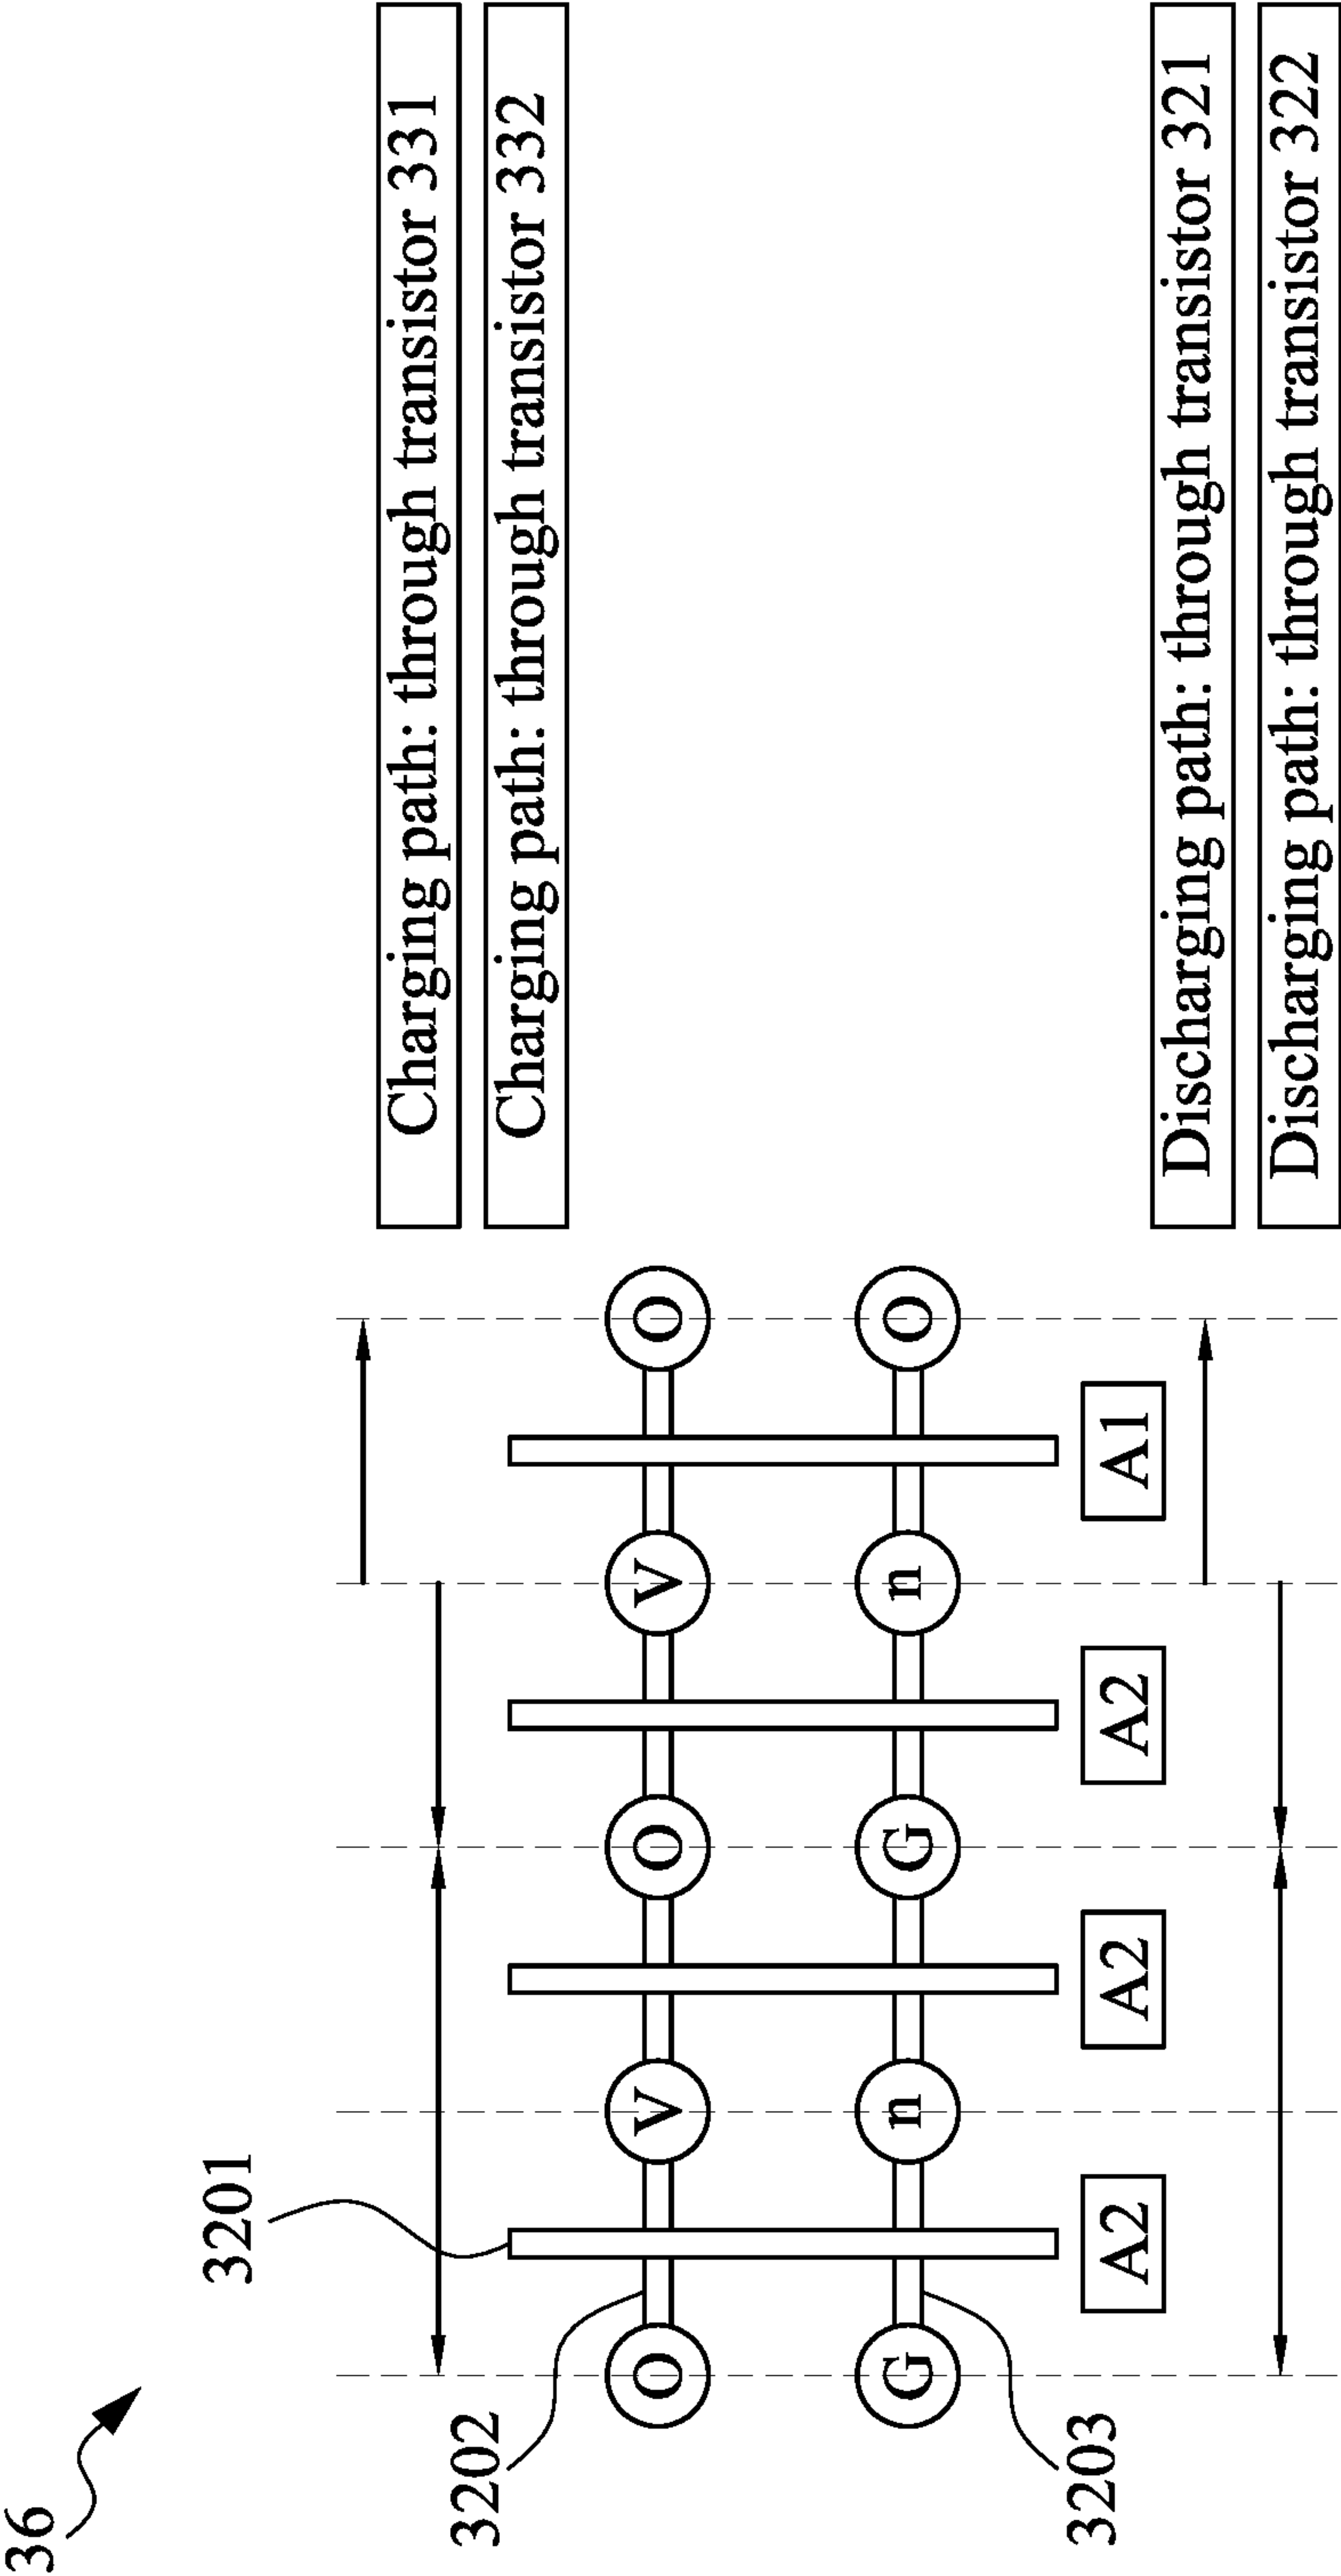 36
3201
Charging path: through transistor 331
3202
Charging path: through transistor 332
O V O V O
G n G n O
3203
A2 A2 A2 A1
Discharging path: through transistor 321
Discharging path: through transistor 322